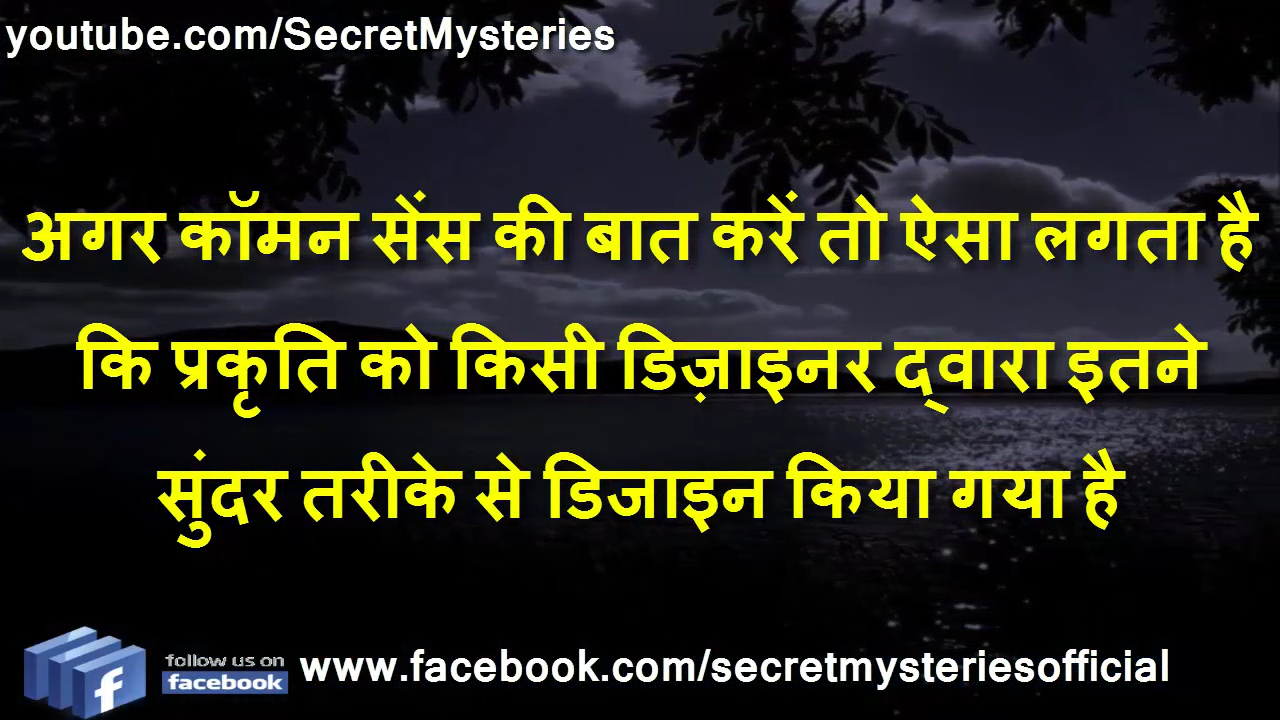 youtube.com/SecretMysteries
अगर कॉमन सेंस की बात करें तो ऐसा लगता है
कि प्रकृति को किसी डिज़ाइनर द्‌वारा इतने
सुंदर तरीके से डिजाइन किया गया है
follow us on
facebook
www.facebook.com/secretmysteriesofficial